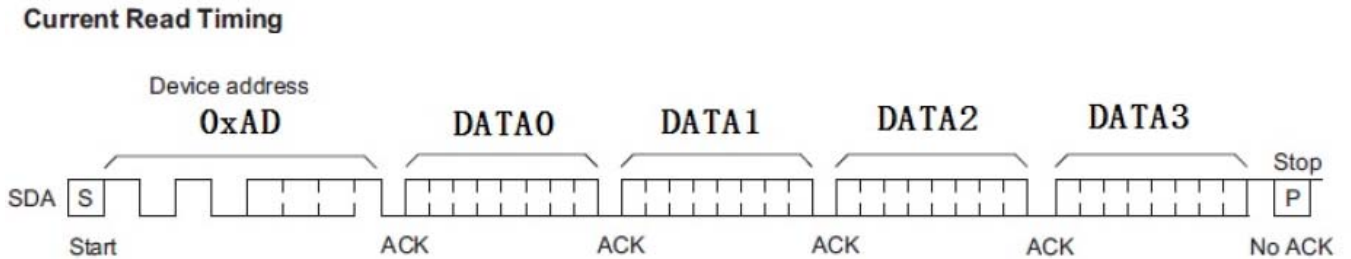 Current Read Timing
Device address
0xAD DATA0 DATA1 DATA2 DATA3
Stop
SDA S P
Start ACK ACK ACK ACK No ACK